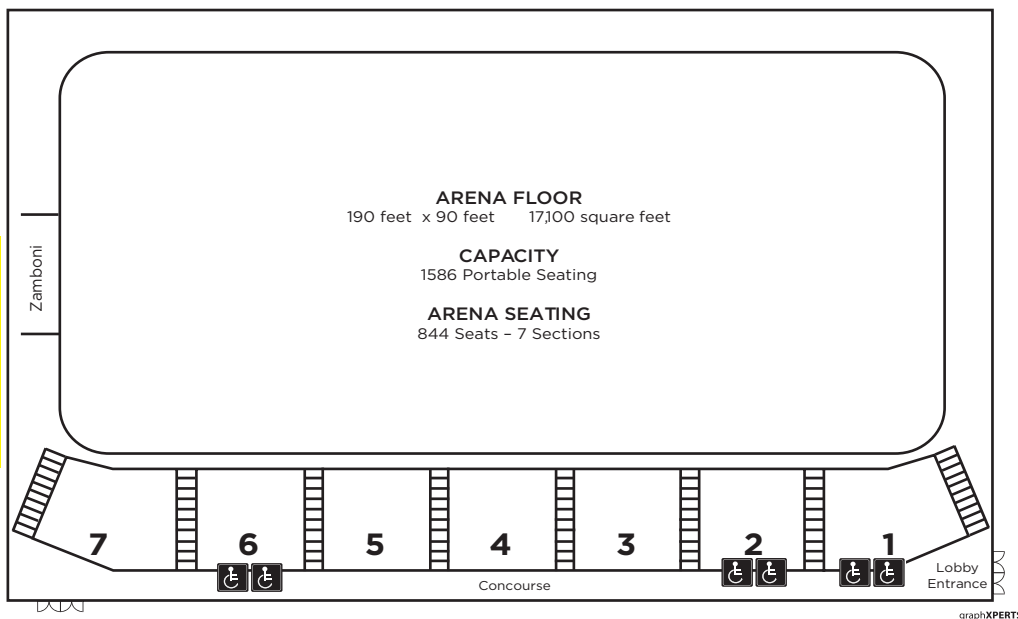 ARENA FLOOR
190 feet x 90 feet 17,100 square feet
CAPACITY
1586 Portable Seating
ARENA SEATING
844 Seats – 7 Sections
Zamboni
7 6 5 4 3 2 1
Concourse
Lobby
Entrance
graphXPERTS